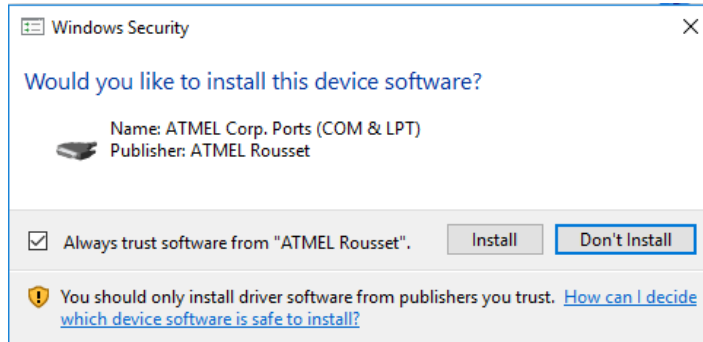 Windows Security
Would you like to install this device software?
Name: ATMEL Corp. Ports (COM & LPT)
Publisher: ATMEL Rousset
Always trust software from "ATMEL Rousset".
Install
Don't Install
You should only install driver software from publishers you trust. How can I decide
which device software is safe to install?